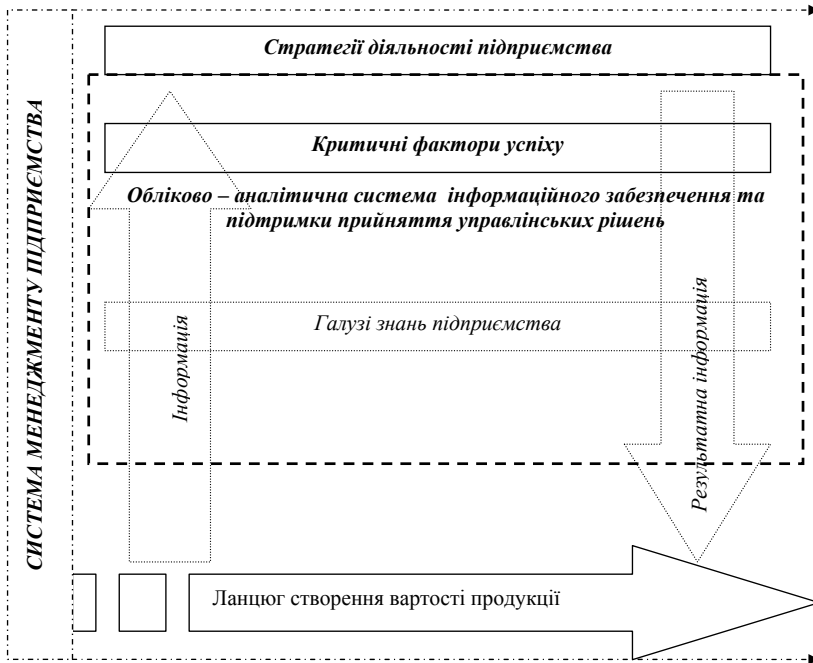 СИСТЕМА МЕНЕДЖМЕНТУ ПІДПРИЄМСТВА
Стратегії діяльності підприємства
Критичні фактори успіху
Обліково – аналітична система інформаційного забезпечення та
підтримки прийняття управлінських рішень
Галузі знань підприємства
Інформація
Результатна інформація
Ланцюг створення вартості продукції